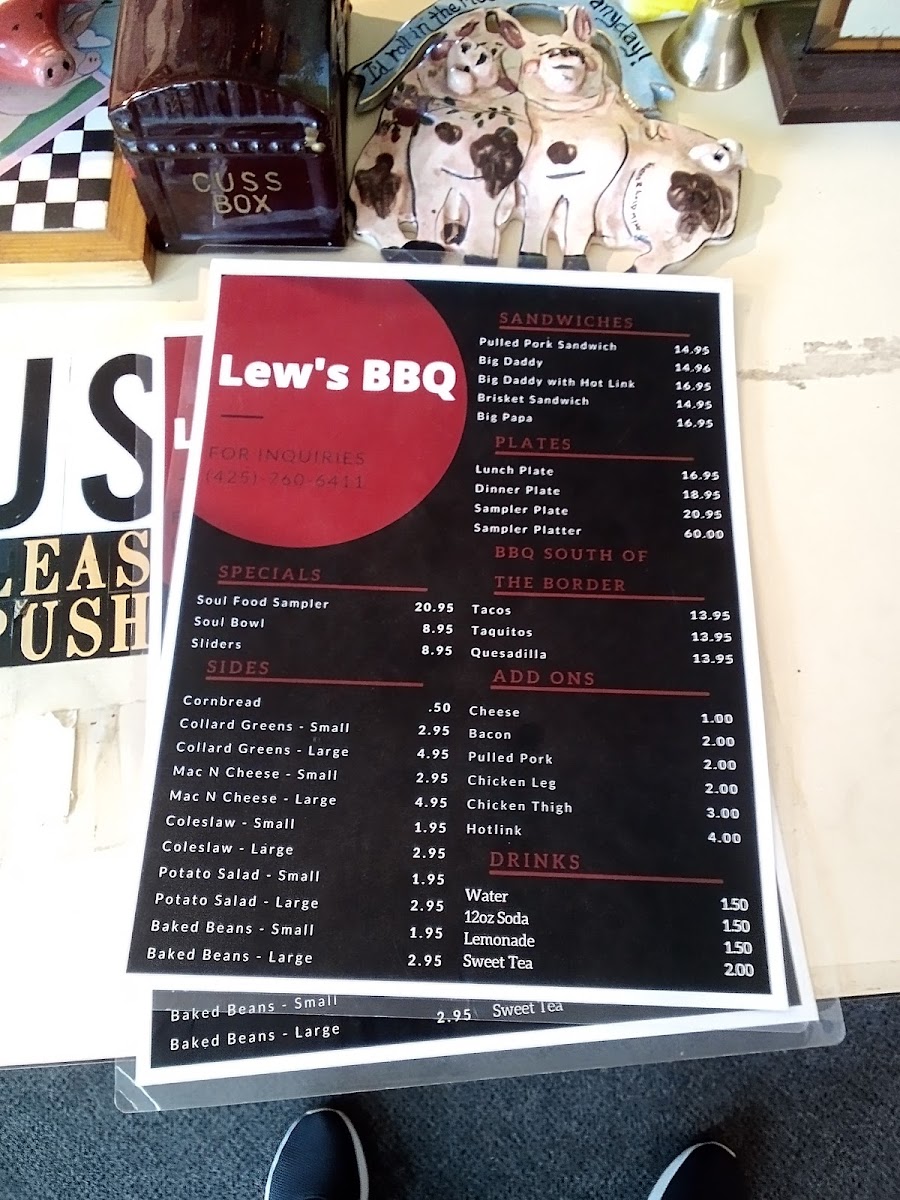 I'd roll in the
anyday!
CUSS
BOX
US
LEAS
PUSH
Lew's BBQ
FOR INQUIRIES
(425)-760-6411
SPECIALS
Soul Food Sampler 20.95
Soul Bowl 8.95
Sliders 8.95
SIDES
Cornbread .50
Collard Greens - Small 2.95
Collard Greens - Large 4.95
Mac N Cheese - Small 2.95
Mac N Cheese - Large 4.95
Coleslaw - Small 1.95
Coleslaw - Large 2.95
Potato Salad - Small 1.95
Potato Salad - Large 2.95
Baked Beans - Small 1.95
Baked Beans - Large 2.95
SANDWICHES
Pulled Pork Sandwich 14.95
Big Daddy 14.96
Big Daddy with Hot Link 16.95
Brisket Sandwich 14.95
Big Papa 16.95
PLATES
Lunch Plate 16.95
Dinner Plate 18.95
Sampler Plate 20.95
Sampler Platter 60.00
BBQ SOUTH OF
THE BORDER
Tacos 13.95
Taquitos 13.95
Quesadilla 13.95
ADD ONS
Cheese 1.00
Bacon 2.00
Pulled Pork 2.00
Chicken Leg 2.00
Chicken Thigh 3.00
Hotlink 4.00
DRINKS
Water 1.50
12oz Soda 1.50
Lemonade 1.50
Sweet Tea 2.00
Baked Beans - Small
Baked Beans - Large 2.95
Sweet Tea